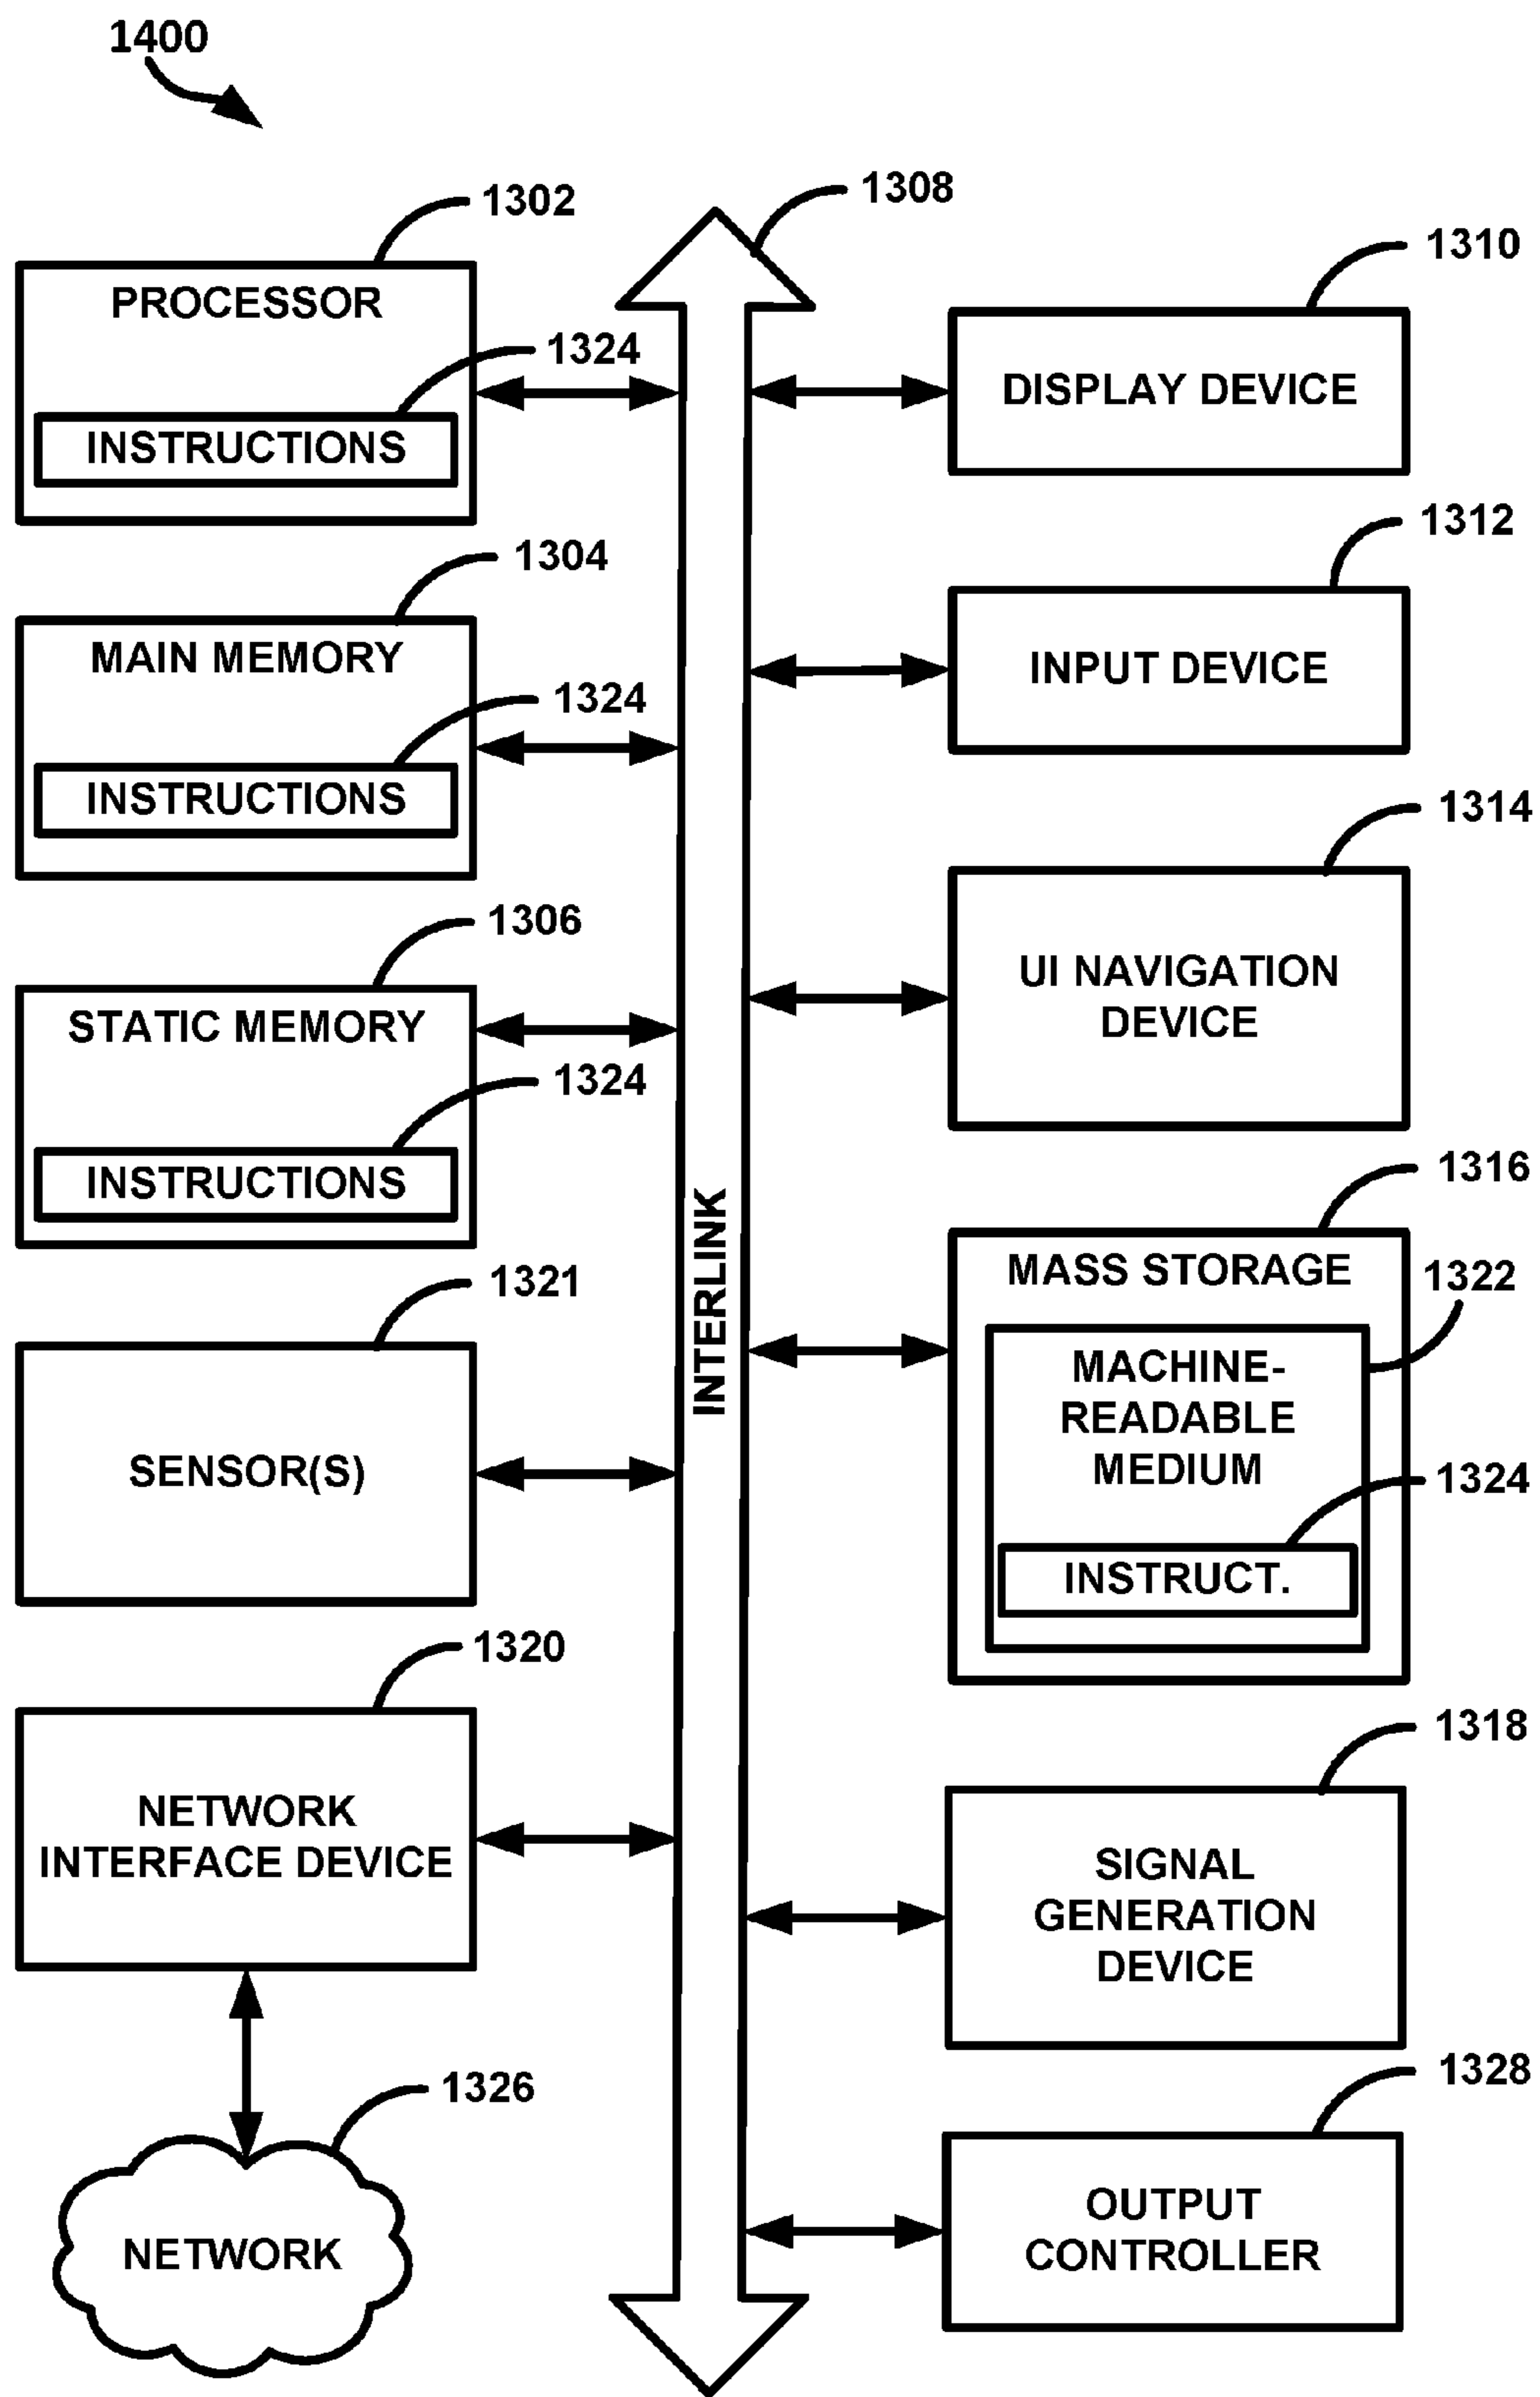 1400
1302
PROCESSOR
1324
INSTRUCTIONS
1304
MAIN MEMORY
1324
INSTRUCTIONS
1306
STATIC MEMORY
1324
INSTRUCTIONS
1321
SENSOR(S)
1320
NETWORK
INTERFACE DEVICE
1326
NETWORK
1308
INTERLINK
1310
DISPLAY DEVICE
1312
INPUT DEVICE
1314
UI NAVIGATION
DEVICE
1316
MASS STORAGE
1322
MACHINE-
READABLE
MEDIUM
1324
INSTRUCT.
1318
SIGNAL
GENERATION
DEVICE
1328
OUTPUT
CONTROLLER